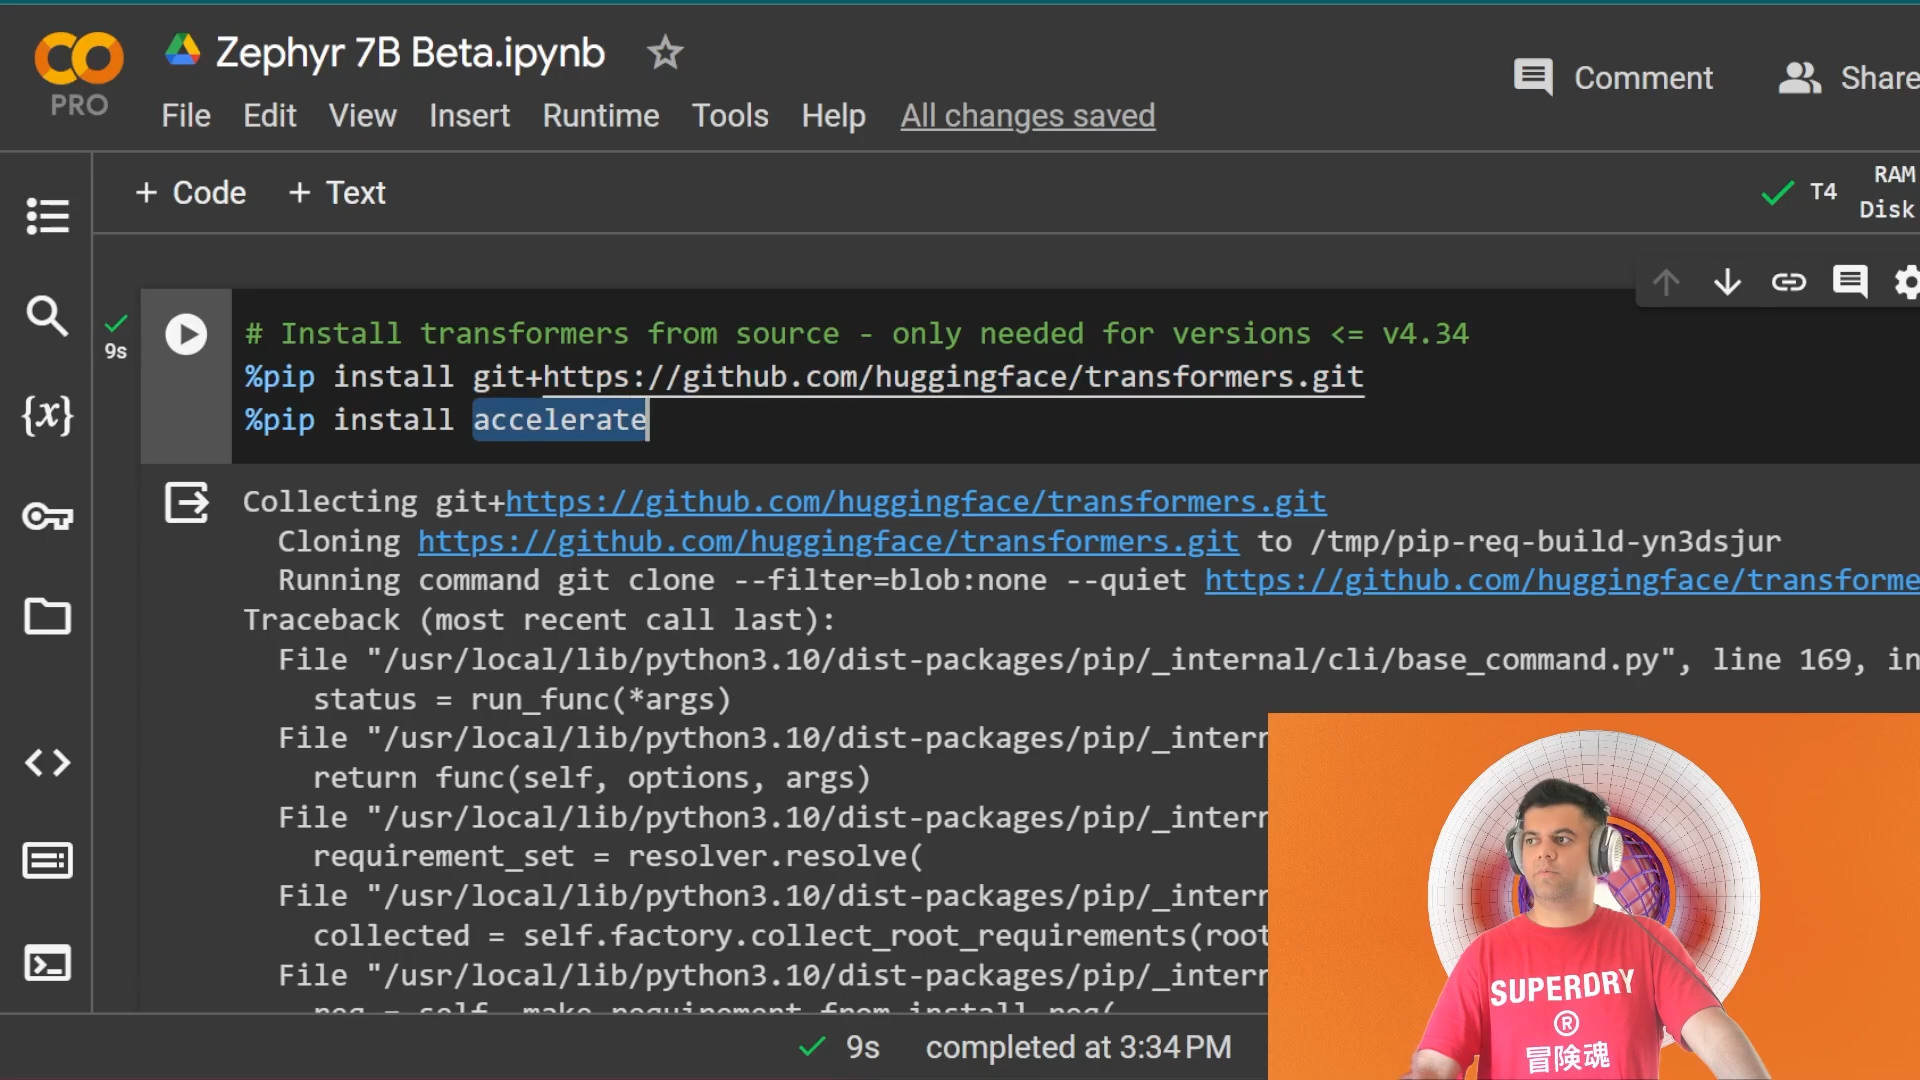 PRO
Zephyr 7B Beta.ipynb
File Edit View Insert Runtime Tools Help All changes saved
Comment Share
+ Code + Text
T4 RAM
Disk
9s
# Install transformers from source - only needed for versions <= v4.34
%pip install git+https://github.com/huggingface/transformers.git
%pip install accelerate
Collecting git+https://github.com/huggingface/transformers.git
Cloning https://github.com/huggingface/transformers.git to /tmp/pip-req-build-yn3dsjur
Running command git clone --filter=blob:none --quiet https://github.com/huggingface/transforme
Traceback (most recent call last):
File "/usr/local/lib/python3.10/dist-packages/pip/_internal/cli/base_command.py", line 169, in
status = run_func(*args)
File "/usr/local/lib/python3.10/dist-packages/pip/_intern
return func(self, options, args)
File "/usr/local/lib/python3.10/dist-packages/pip/_intern
requirement_set = resolver.resolve(
File "/usr/local/lib/python3.10/dist-packages/pip/_intern
collected = self.factory.collect_root_requirements(root
File "/usr/local/lib/python3.10/dist-packages/pip/_intern
req = self._make_requirement_from_install_req(
9s completed at 3:34 PM
SUPERDRY
®
冒険魂